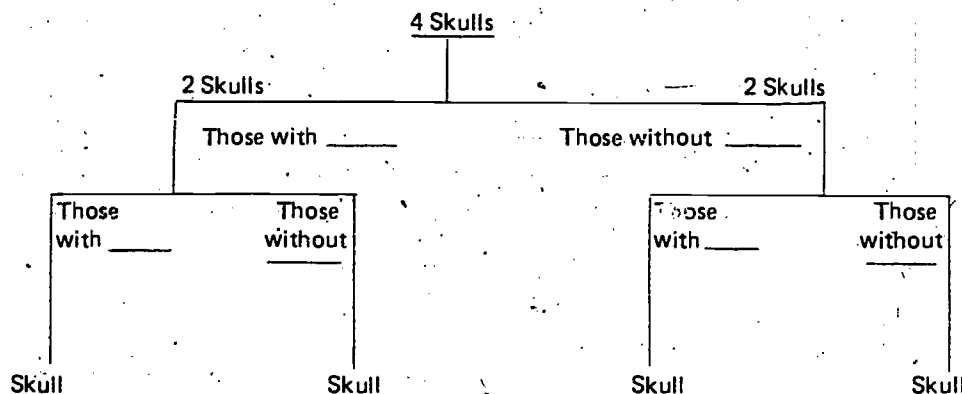 4 Skulls
2 Skulls 2 Skulls
Those with _____ Those without _____
Those Those Those Those
with _____ without _____ with _____ without _____
Skull Skull Skull Skull